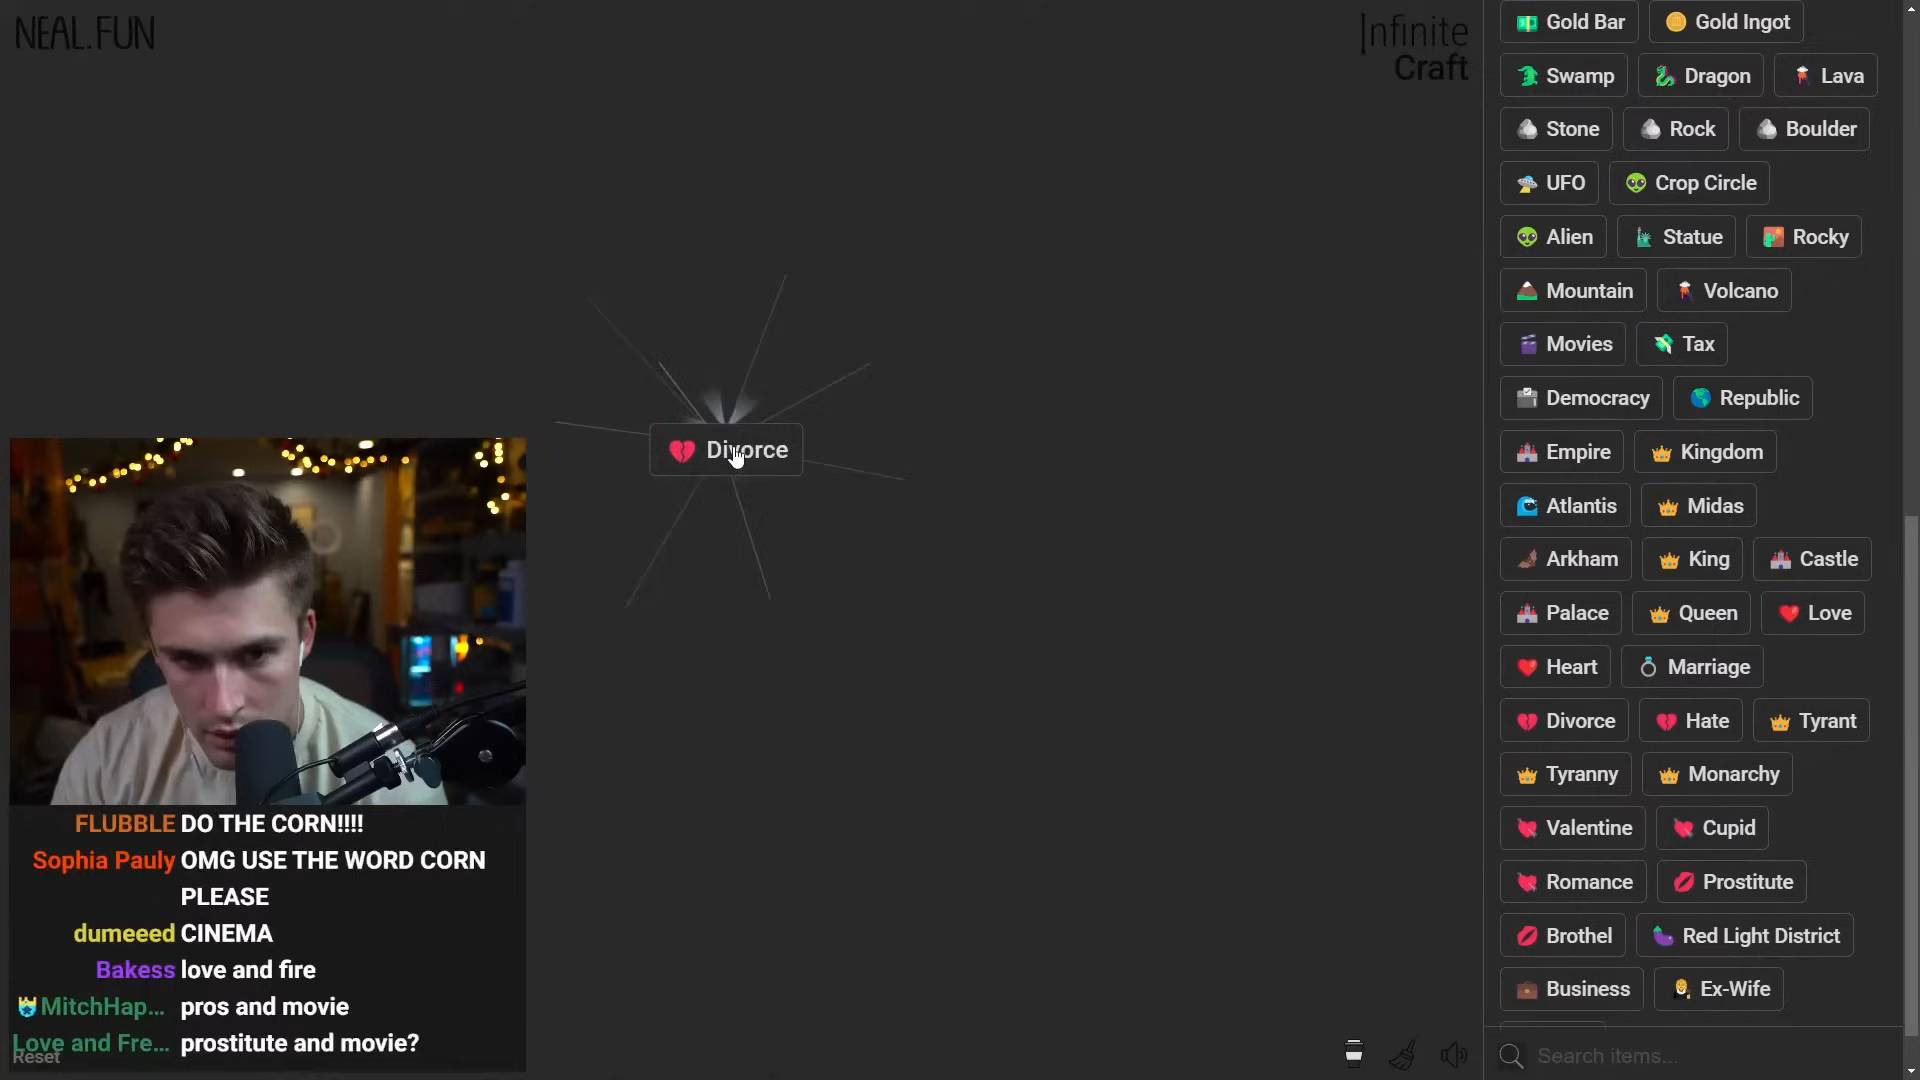 NEAL.FUN
Infinite
Craft
Divorce
Gold Bar Gold Ingot
Swamp Dragon Lava
Stone Rock Boulder
UFO Crop Circle
Alien Statue Rocky
Mountain Volcano
Movies Tax
Democracy Republic
Empire Kingdom
Atlantis Midas
Arkham King Castle
Palace Queen Love
Heart Marriage
Divorce Hate Tyrant
Tyranny Monarchy
Valentine Cupid
Romance Prostitute
Brothel Red Light District
Business Ex-Wife
Search items...
FLUBBLE DO THE CORN!!!!
Sophia Pauly OMG USE THE WORD CORN
PLEASE
dumeeed CINEMA
Bakess love and fire
MitchHap... pros and movie
Love and Fre... prostitute and movie?
Reset